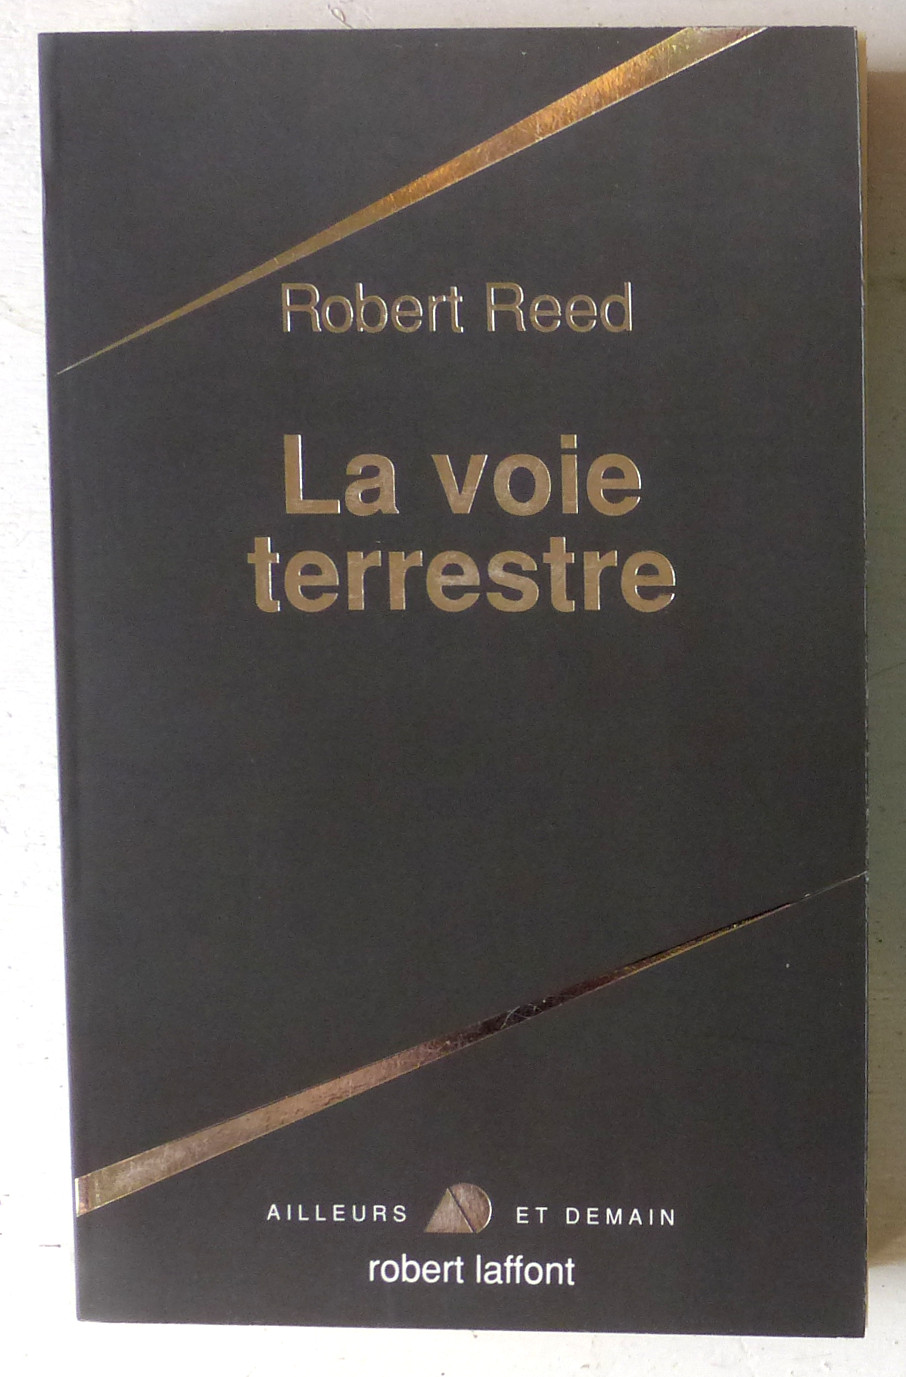 Robert Reed
La voie
terrestre
AILLEURS ET DEMAIN
robert laffont